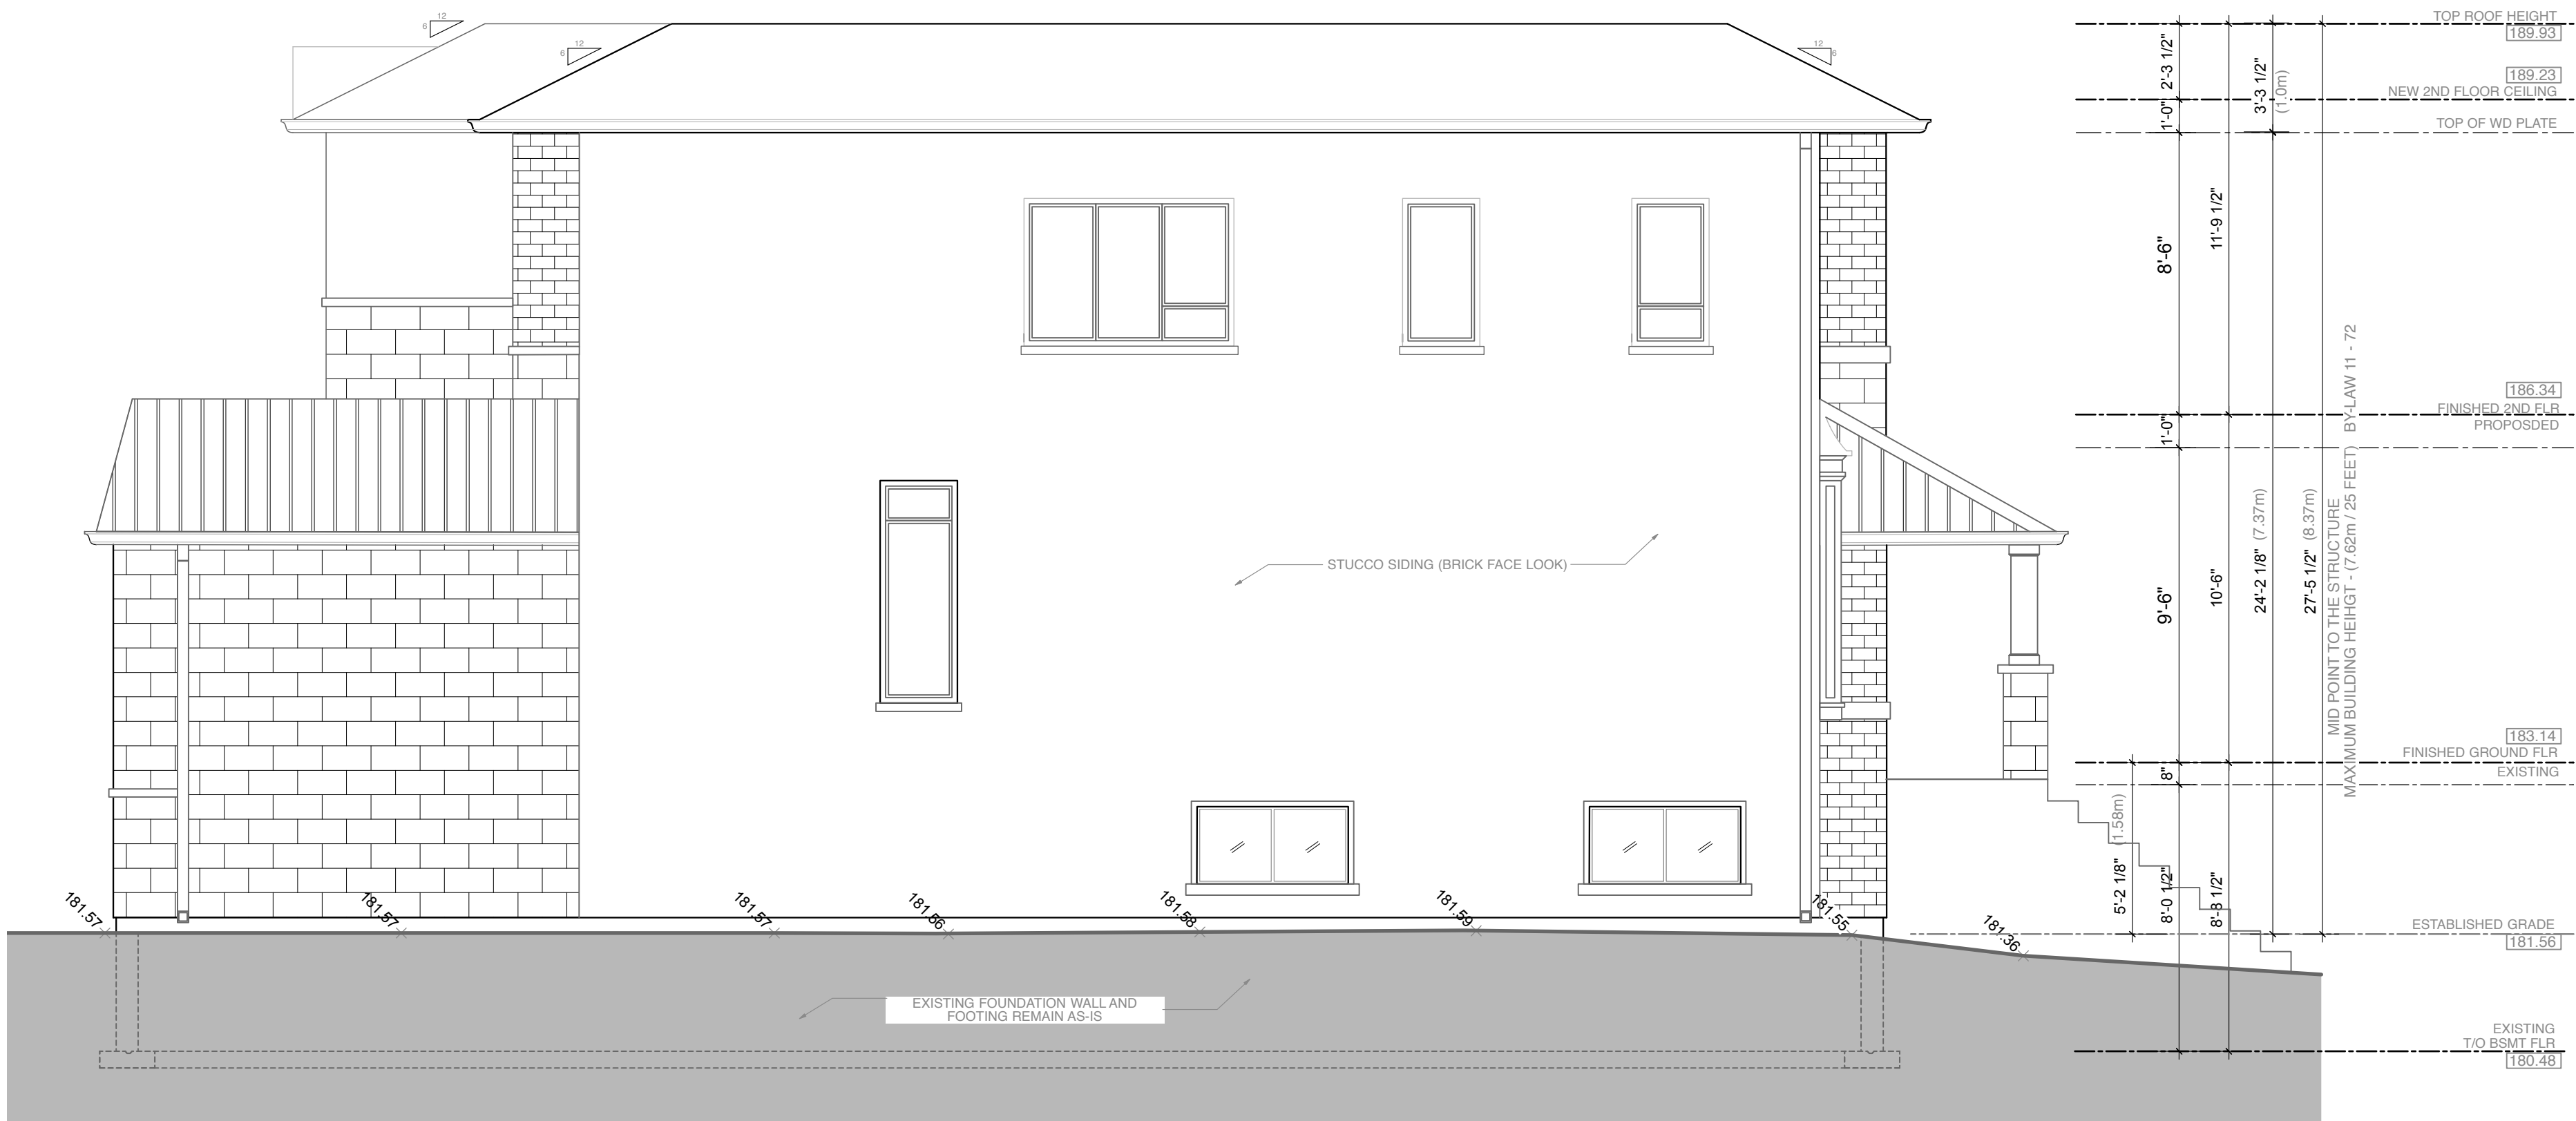 12
6
12
6
12
6
TOP ROOF HEIGHT
189.93
189.23
NEW 2ND FLOOR CEILING
TOP OF WD PLATE
2'-3 1/2"
1'-0"
3'-3 1/2"
(1.0m)
8'-6"
11'-9 1/2"
186.34
FINISHED 2ND FLR
PROPOSDED
1'-0"
9'-6"
10'-6"
24'-2 1/8" (7.37m)
27'-5 1/2" (8.37m)
MID POINT TO THE STRUCTURE
MAXIMUM BUILDING HEIHGT - (7.62m / 25 FEET) BY-LAW 11 - 72
STUCCO SIDING (BRICK FACE LOOK)
183.14
FINISHED GROUND FLR
EXISTING
8"
5'-2 1/8" (1.58m)
8'-0 1/2"
8'-8 1/2"
181.57
181.57
181.57
181.56
181.58
181.59
181.55
181.36
ESTABLISHED GRADE
181.56
EXISTING FOUNDATION WALL AND
FOOTING REMAIN AS-IS
EXISTING
T/O BSMT FLR
180.48